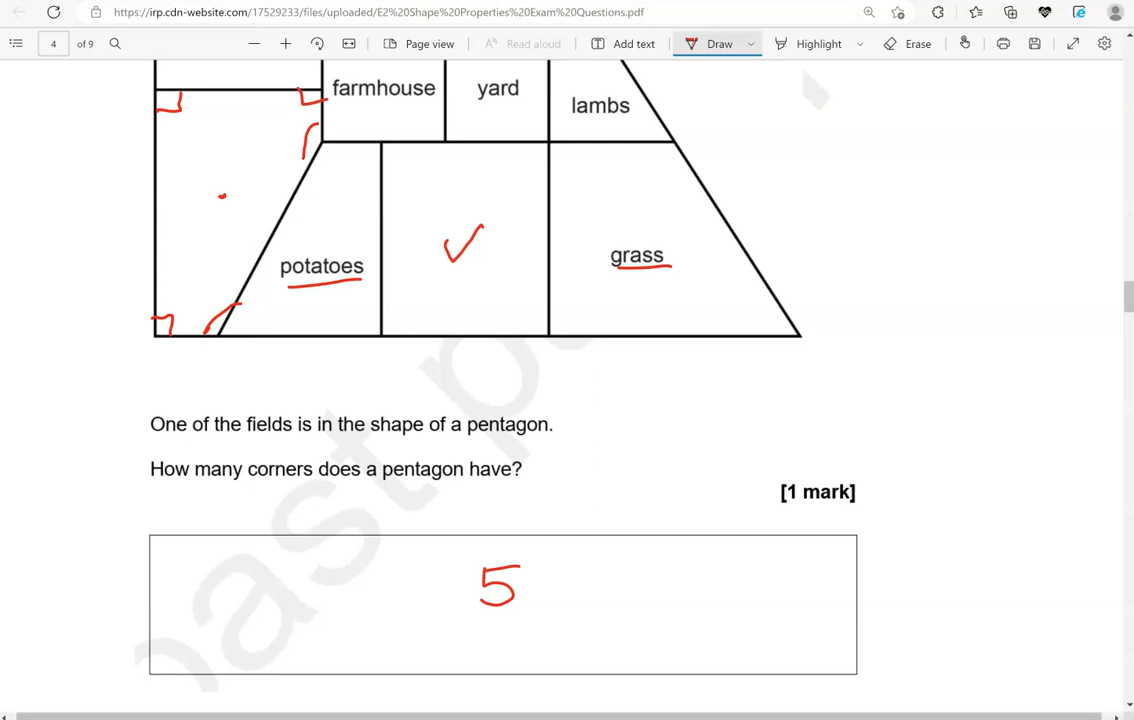 https://irp.cdn-website.com/17529233/files/uploaded/E2%20Shape%20Properties%20Exam%20Questions.pdf
4 of 9
Page view
Read aloud
Add text
Draw
Highlight
Erase
farmhouse
yard
lambs
potatoes
grass
One of the fields is in the shape of a pentagon.
How many corners does a pentagon have?
[1 mark]
5
past